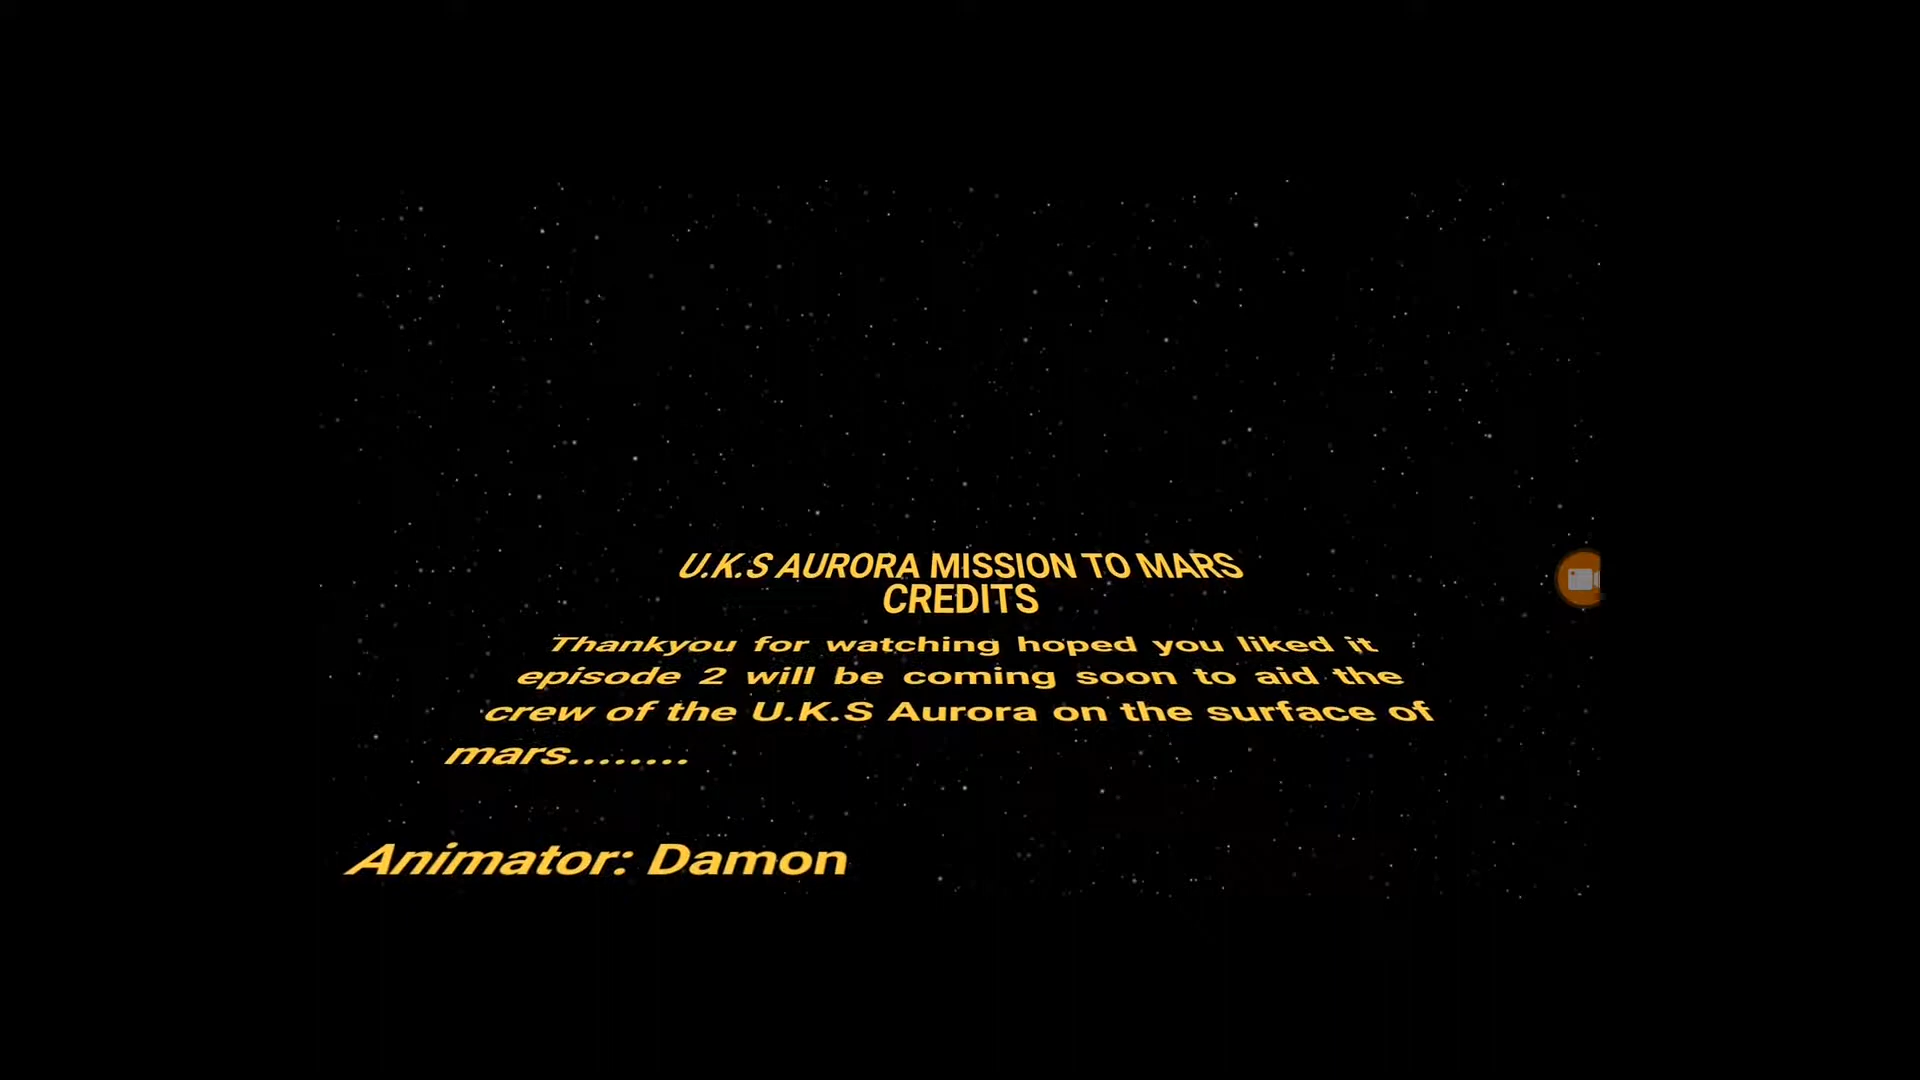 U.K.S AURORA MISSION TO MARS
CREDITS
Thankyou for watching hoped you liked it
episode 2 will be coming soon to aid the
crew of the U.K.S Aurora on the surface of
mars........
Animator: Damon